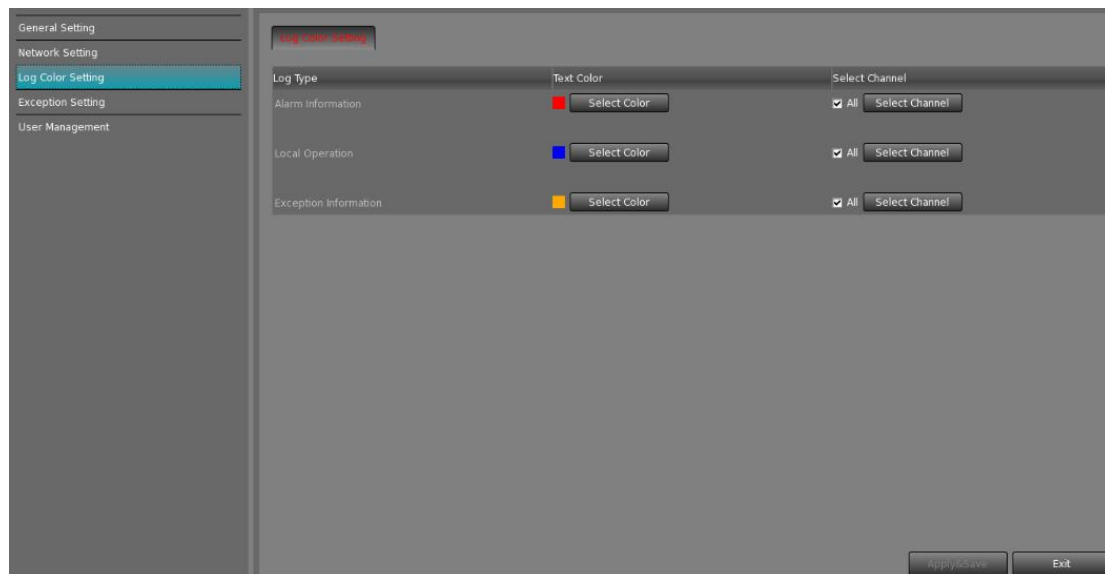 General Setting
Network Setting
Log Color Setting
Exception Setting
User Management
Log Color Setting
Log Type Text Color Select Channel
Alarm Information Select Color All Select Channel
Local Operation Select Color All Select Channel
Exception Information Select Color All Select Channel
Apply&Save Exit